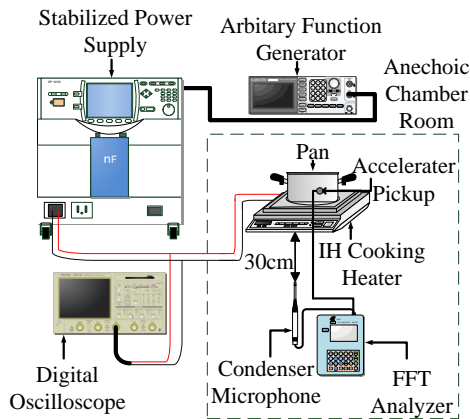 Stabilized Power
Supply
Arbitary Function
Generator
Anechoic
Chamber
Room
Pan
Accelerater
Pickup
nF
IH Cooking
Heater
30cm
Condenser
Microphone
FFT
Analyzer
Digital
Oscilloscope